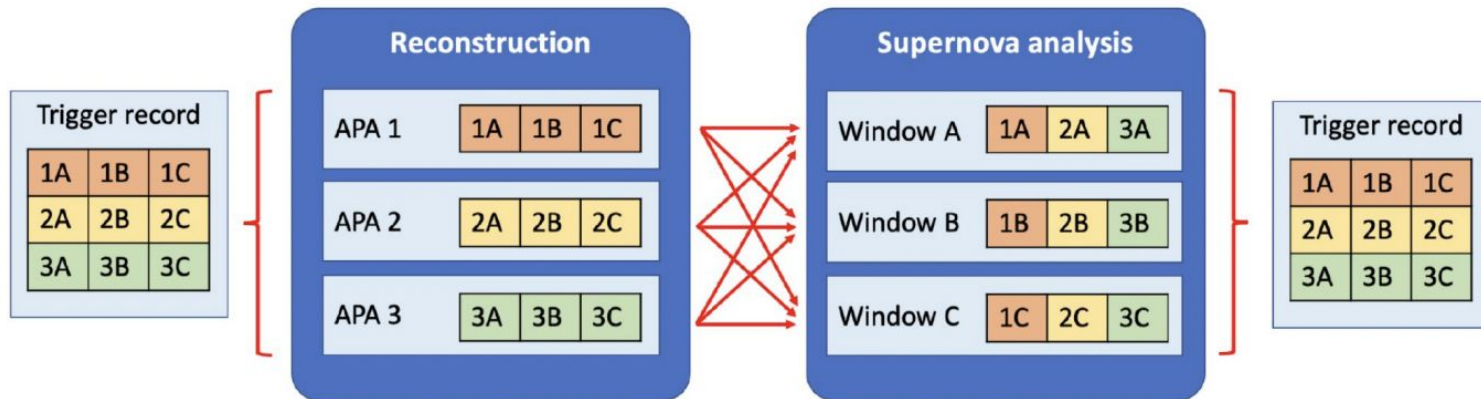 Trigger record
1A 1B 1C
2A 2B 2C
3A 3B 3C
Reconstruction
APA 1 1A 1B 1C
APA 2 2A 2B 2C
APA 3 3A 3B 3C
Supernova analysis
Window A 1A 2A 3A
Window B 1B 2B 3B
Window C 1C 2C 3C
Trigger record
1A 1B 1C
2A 2B 2C
3A 3B 3C